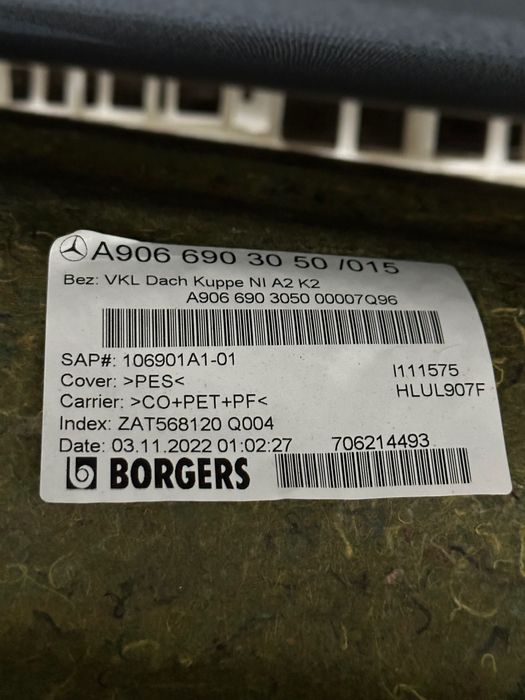 A906 690 30 50 /015
Bez: VKL Dach Kuppe NI A2 K2
A906 690 3050 00007Q96
SAP#: 106901A1-01
I111575
Cover: >PES<
HLUL907F
Carrier: >CO+PET+PF<
Index: ZAT568120 Q004
Date: 03.11.2022 01:02:27
706214493
BORGERS